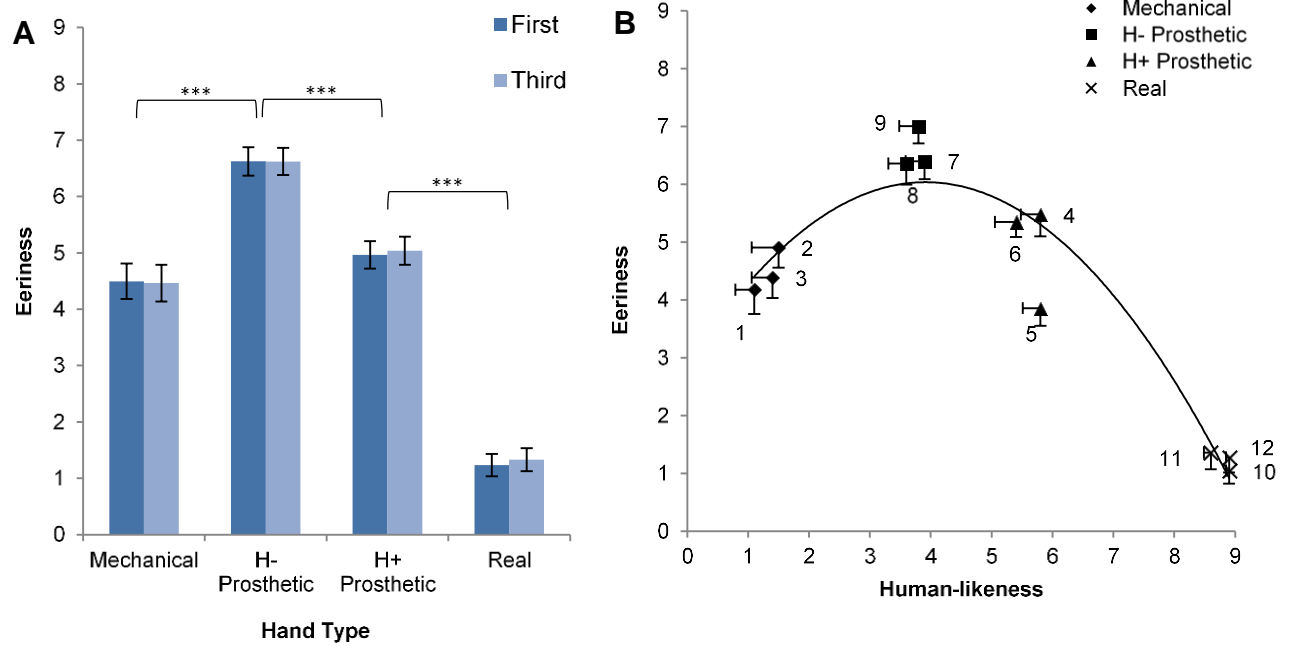 A
First
Third
9
8
7
6
5
4
3
2
1
0
***
***
***
Eeriness
Mechanical
H-
Prosthetic
H+
Prosthetic
Real
Hand Type
B
Mechanical
H- Prosthetic
H+ Prosthetic
Real
9
8
7
6
5
4
3
2
1
0
Eeriness
9
7
8
4
6
5
2
3
1
11
12
10
0 1 2 3 4 5 6 7 8 9
Human-likeness